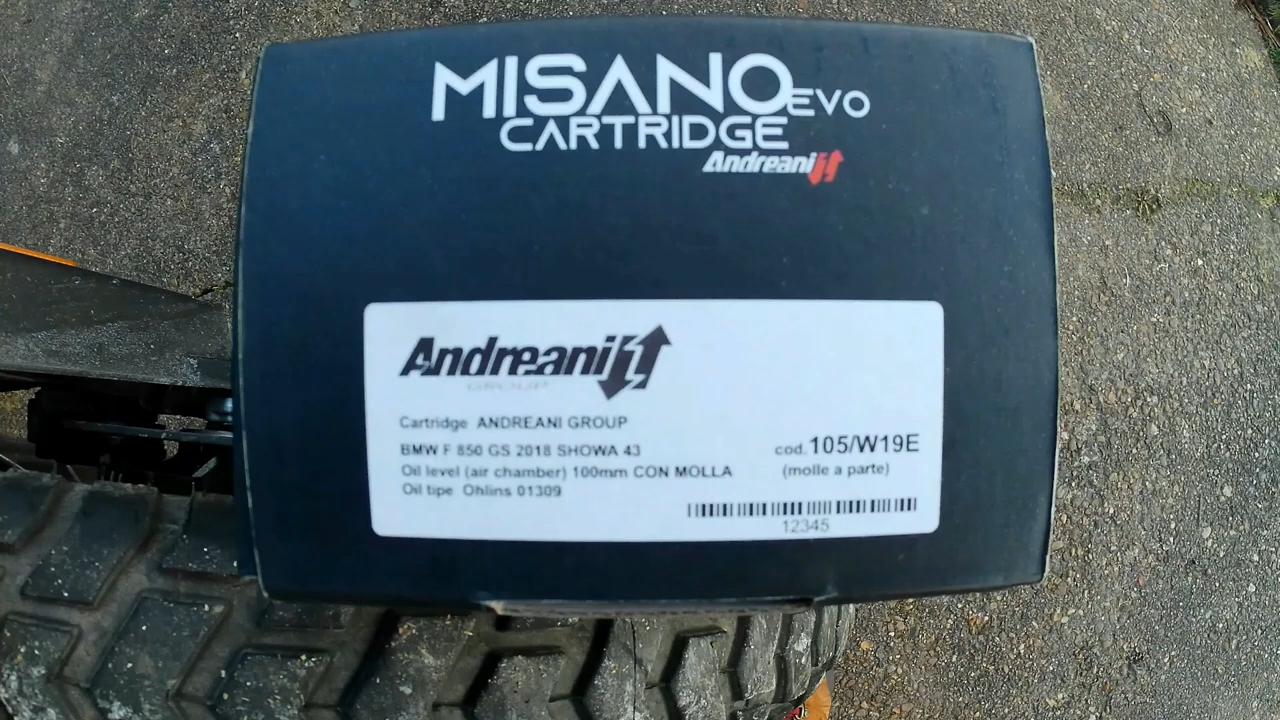 MISANO EVO
CARTRIDGE
Andreani
Andreani
GROUP
Cartridge ANDREANI GROUP
BMW F 850 GS 2018 SHOWA 43 cod. 105/W19E
Oil level (air chamber) 100mm CON MOLLA (molle a parte)
Oil tipe Ohlins 01309
12345